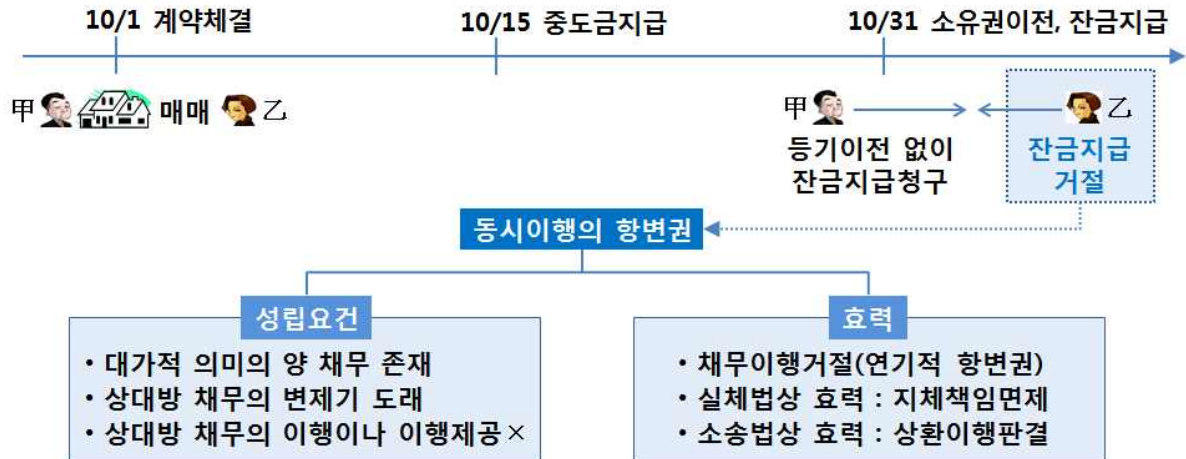 10/1 계약체결
10/15 중도금지급
10/31 소유권이전, 잔금지급
甲 매매 乙
甲 乙
등기이전 없이
잔금지급청구
잔금지급
거절
동시이행의 항변권
성립요건
• 대가적 의미의 양 채무 존재
• 상대방 채무의 변제기 도래
• 상대방 채무의 이행이나 이행제공×
효력
• 채무이행거절(연기적 항변권)
• 실체법상 효력 : 지체책임면제
• 소송법상 효력 : 상환이행판결